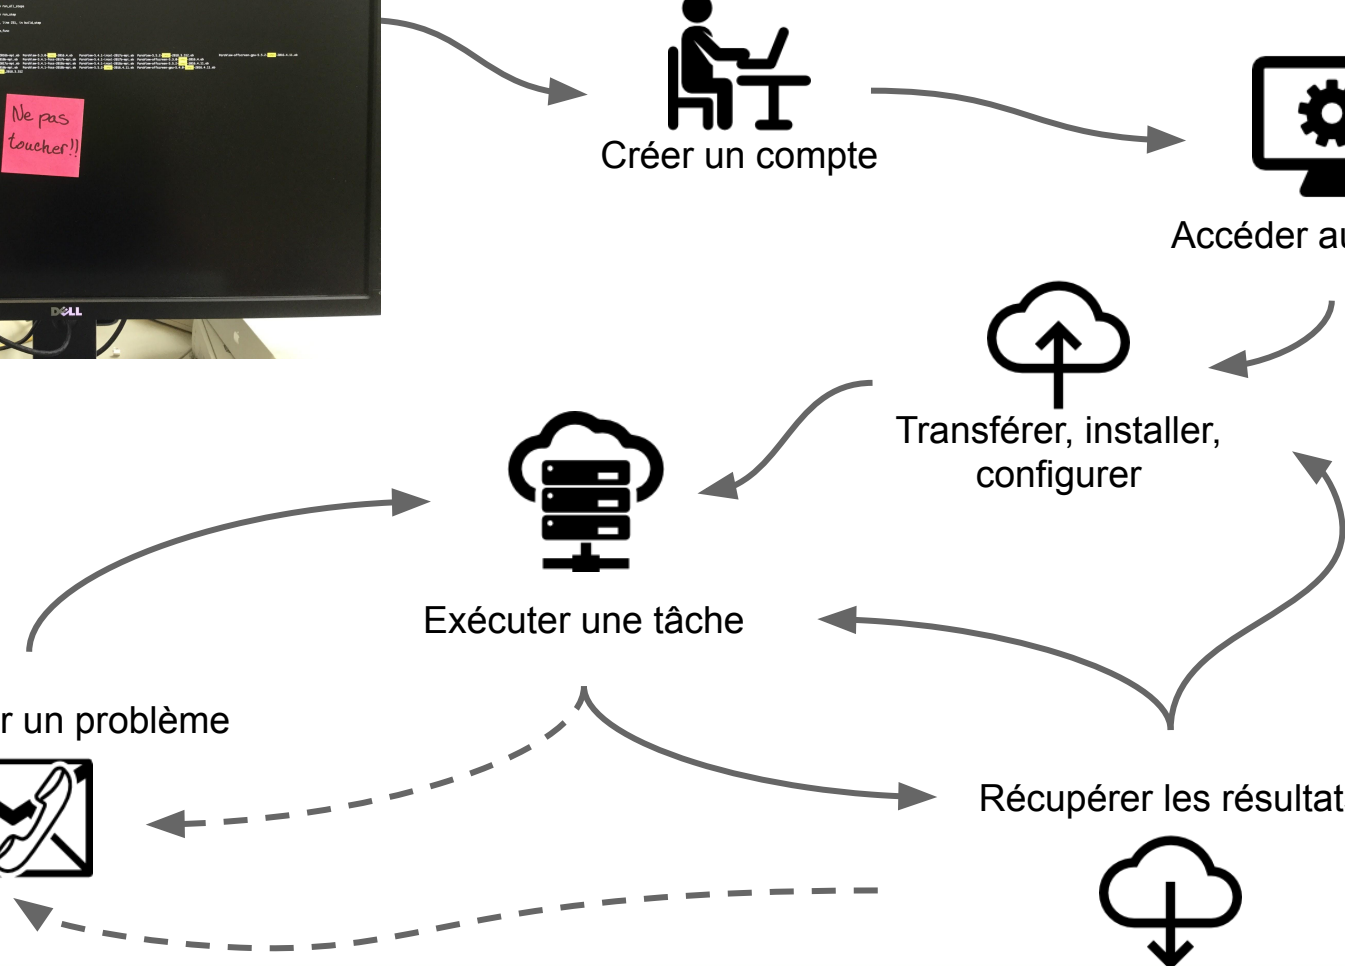 Ne pas
toucher!!
DELL
Créer un compte
Accéder au
Transférer, installer,
configurer
Exécuter une tâche
r un problème
Récupérer les résultat